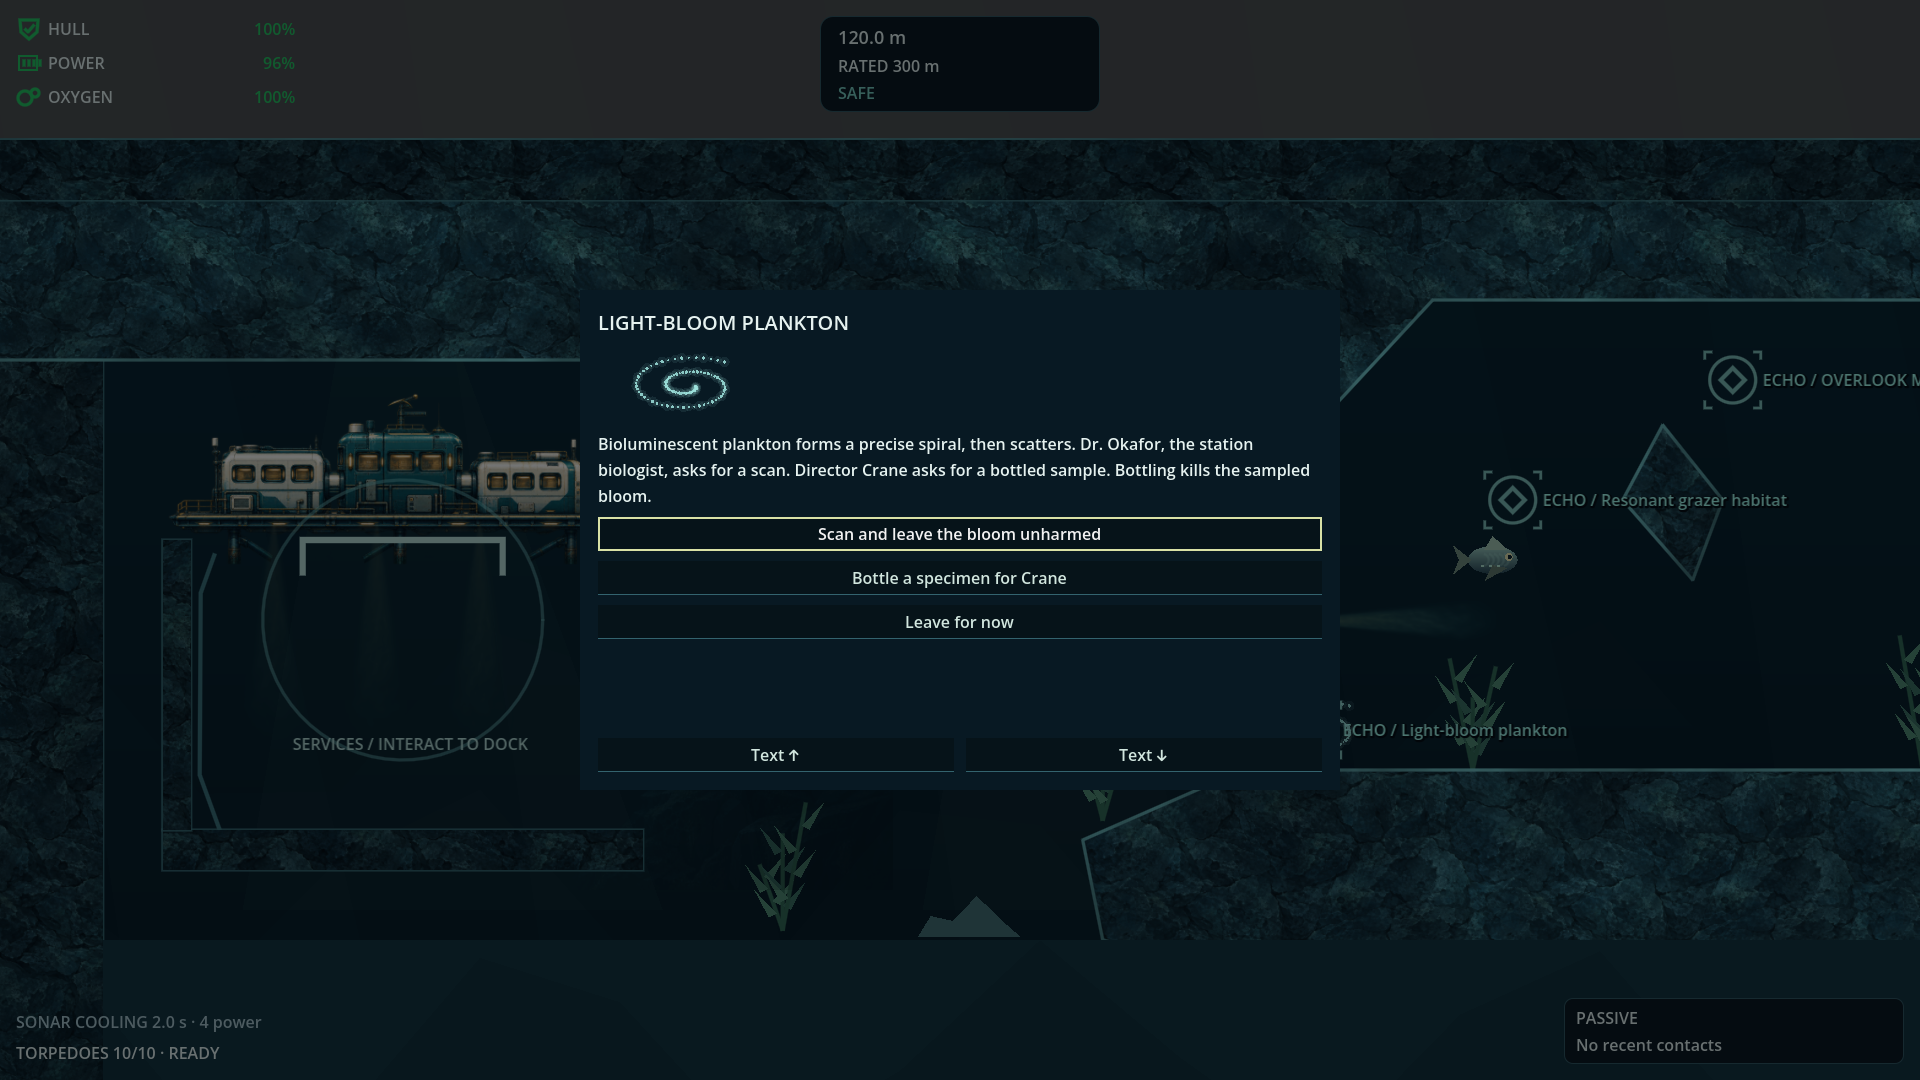 HULL 100%
POWER 96%
OXYGEN 100%
120.0 m
RATED 300 m
SAFE
LIGHT-BLOOM PLANKTON
Bioluminescent plankton forms a precise spiral, then scatters. Dr. Okafor, the station
biologist, asks for a scan. Director Crane asks for a bottled sample. Bottling kills the sampled
bloom.
Scan and leave the bloom unharmed
Bottle a specimen for Crane
Leave for now
Text ↑
Text ↓
ECHO / OVERLOOK M
ECHO / Resonant grazer habitat
ECHO / Light-bloom plankton
SERVICES / INTERACT TO DOCK
SONAR COOLING 2.0 s · 4 power
TORPEDOES 10/10 · READY
PASSIVE
No recent contacts